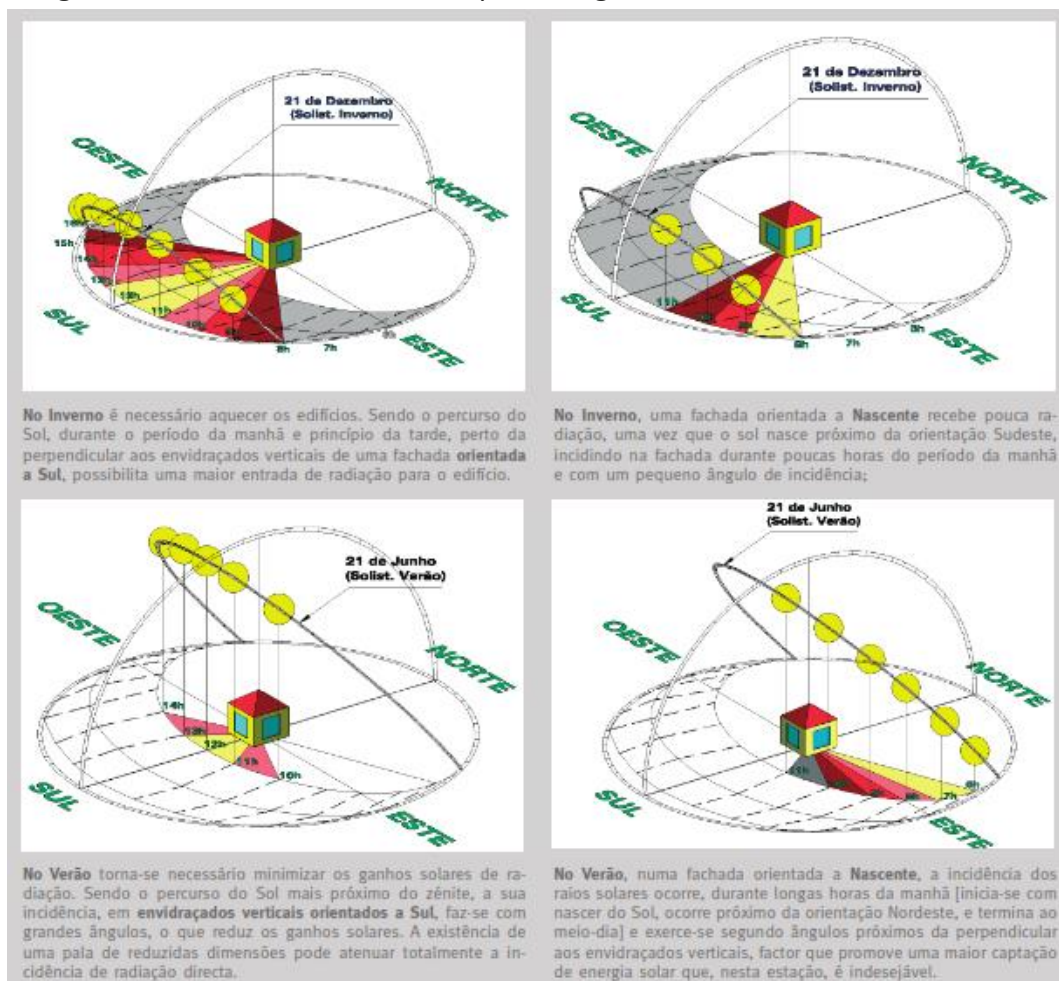 21 de Dezembro
(Solist. Inverno)
OESTE
NORTE
SUL
ESTE
15h
11h
8h
7h
No Inverno é necessário aquecer os edifícios. Sendo o percurso do
Sol, durante o período da manhã e princípio da tarde, perto da
perpendicular aos envidraçados verticais de uma fachada orientada
a Sul, possibilita uma maior entrada de radiação para o edifício.
21 de Dezembro
(Solist. Inverno)
OESTE
NORTE
SUL
ESTE
11h
7h
No Inverno, uma fachada orientada a Nascente recebe pouca ra-
diação, uma vez que o sol nasce próximo da orientação Sudeste,
incidindo na fachada durante poucas horas do período da manhã
e com um pequeno ângulo de incidência;
21 de Junho
(Solist. Verão)
OESTE
NORTE
SUL
ESTE
14h
13h
12h
11h
10h
No Verão torna-se necessário minimizar os ganhos solares de ra-
diação. Sendo o percurso do Sol mais próximo do zénite, a sua
incidência, em envidraçados verticais orientados a Sul, faz-se com
grandes ângulos, o que reduz os ganhos solares. A existência de
uma pala de reduzidas dimensões pode atenuar totalmente a in-
cidência de radiação directa.
21 de Junho
(Solist. Verão)
OESTE
NORTE
SUL
ESTE
11h
7h
6h
No Verão, numa fachada orientada a Nascente, a incidência dos
raios solares ocorre, durante longas horas da manhã [inicia-se com
nascer do Sol, ocorre próximo da orientação Nordeste, e termina ao
meio-dia] e exerce-se segundo ângulos próximos da perpendicular
aos envidraçados verticais, factor que promove uma maior captação
de energia solar que, nesta estação, é indesejável.